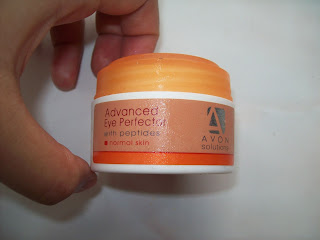 Advanced
Eye Perfector
with peptides
normal skin
AVON
solutions